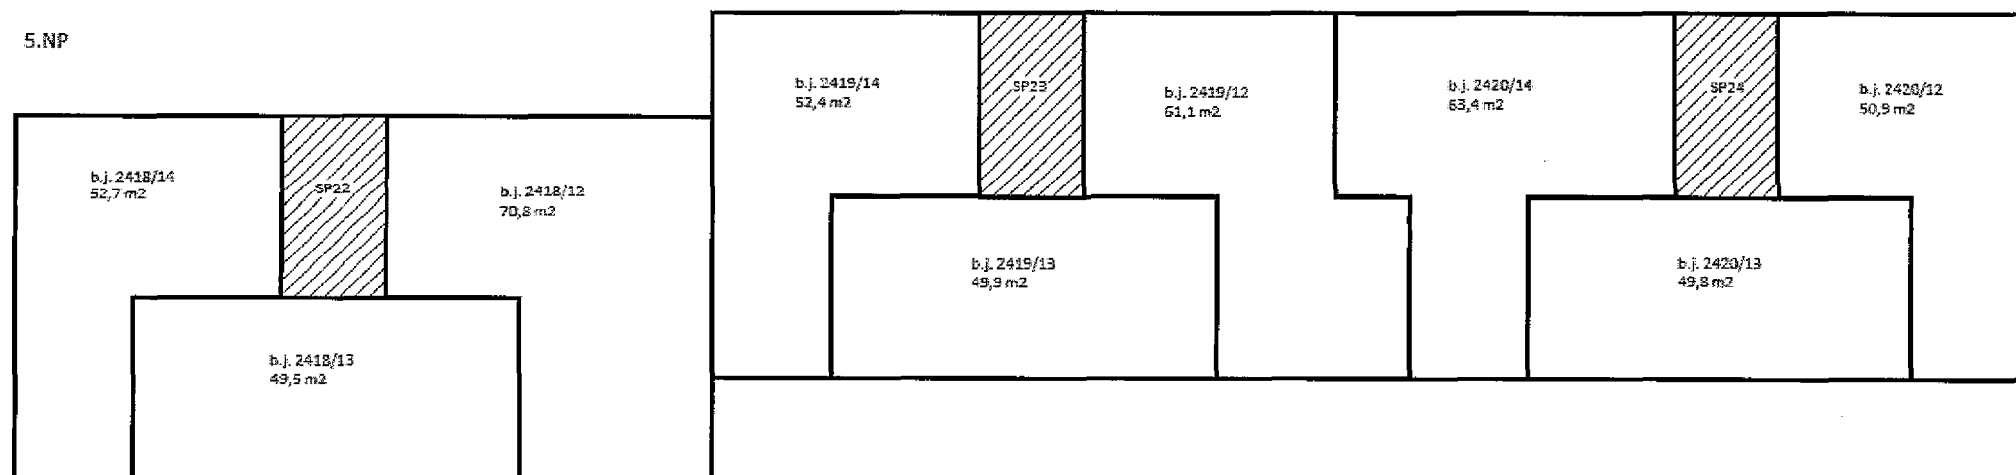 5.NP
b.j. 2418/14
52,7 m2
SP22
b.j. 2418/12
70,8 m2
b.j. 2418/13
49,5 m2
b.j. 2419/14
52,4 m2
SP23
b.j. 2419/12
61,1 m2
b.j. 2419/13
49,9 m2
b.j. 2420/14
63,4 m2
SP24
b.j. 2420/12
50,9 m2
b.j. 2420/13
49,8 m2